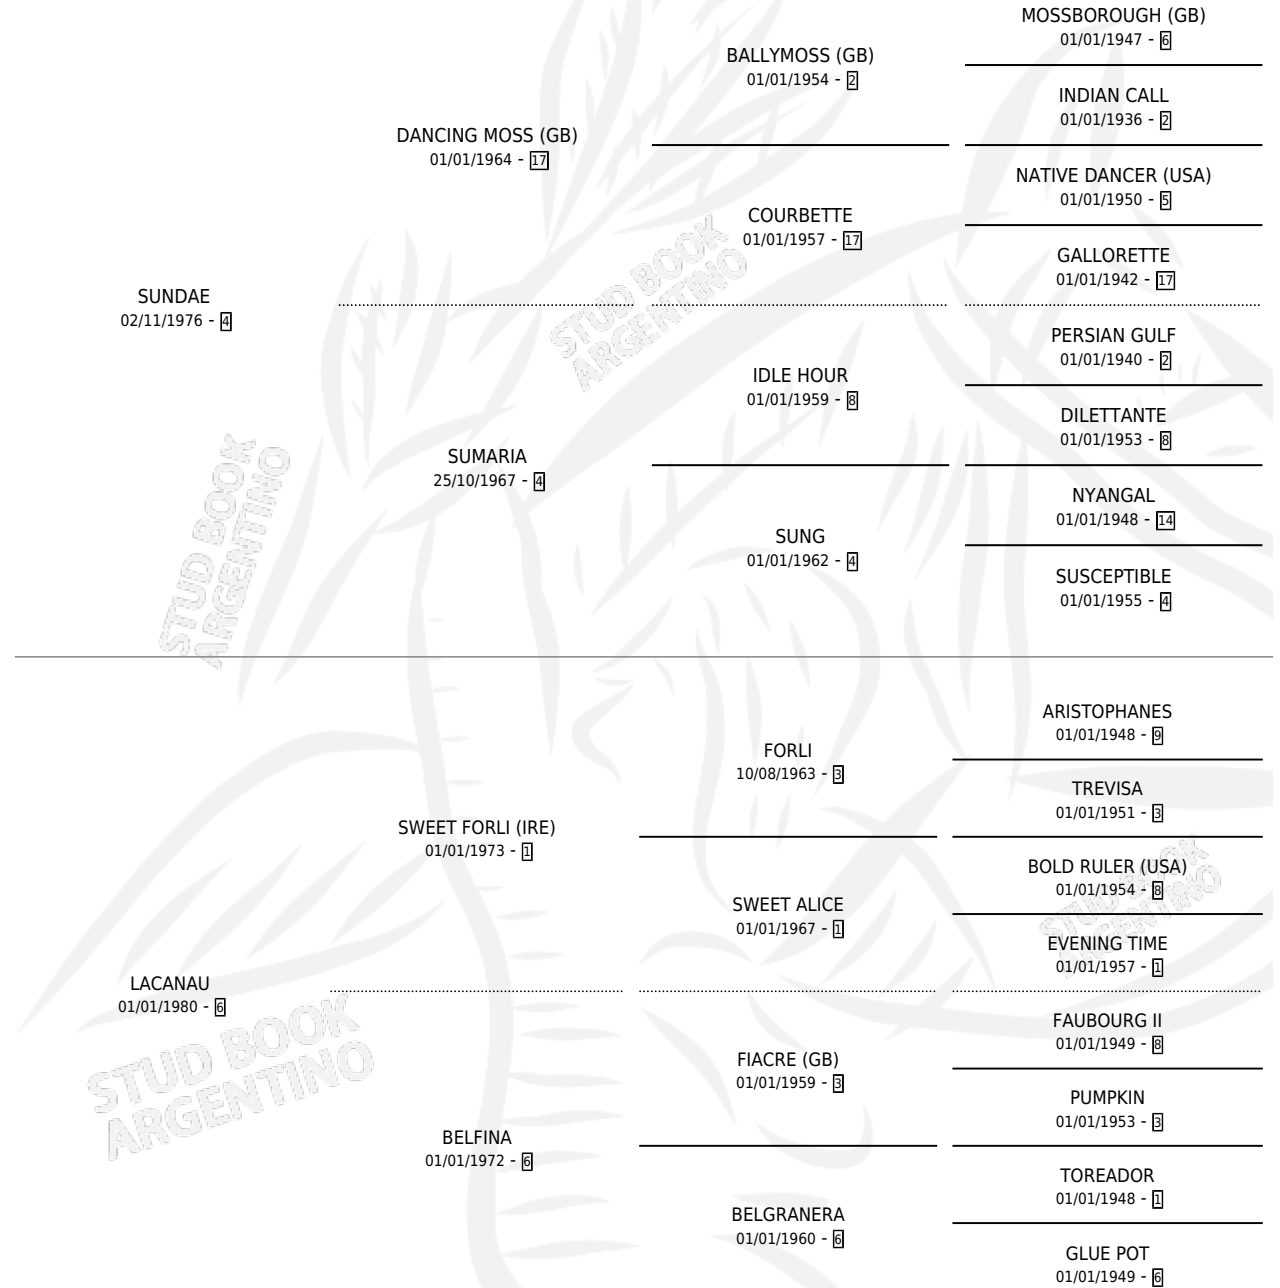 MOSSBOROUGH (GB)
01/01/1947 - 6
BALLYMOSS (GB)
01/01/1954 - 2
INDIAN CALL
01/01/1936 - 2
DANCING MOSS (GB)
01/01/1964 - 17
NATIVE DANCER (USA)
01/01/1950 - 5
COURBETTE
01/01/1957 - 17
GALLORETTE
01/01/1942 - 17
SUNDAE
02/11/1976 - 4
STUD BOOK
ARGENTINO
PERSIAN GULF
01/01/1940 - 2
IDLE HOUR
01/01/1959 - 8
DILETTANTE
01/01/1953 - 8
SUMARIA
25/10/1967 - 4
NYANGAL
01/01/1948 - 14
SUNG
01/01/1962 - 4
SUSCEPTIBLE
01/01/1955 - 4
STUD BOOK
ARGENTINO
ARISTOPHANES
01/01/1948 - 9
FORLI
10/08/1963 - 3
TREVISA
01/01/1951 - 3
SWEET FORLI (IRE)
01/01/1973 - 1
BOLD RULER (USA)
01/01/1954 - 8
SWEET ALICE
01/01/1967 - 1
EVENING TIME
01/01/1957 - 1
STUD BOOK
ARGENTINO
LACANAU
01/01/1980 - 6
FAUBOURG II
01/01/1949 - 8
FIACRE (GB)
01/01/1959 - 3
PUMPKIN
01/01/1953 - 3
STUD BOOK
ARGENTINO
BELFINA
01/01/1972 - 6
TOREADOR
01/01/1948 - 1
BELGRANERA
01/01/1960 - 6
GLUE POT
01/01/1949 - 6